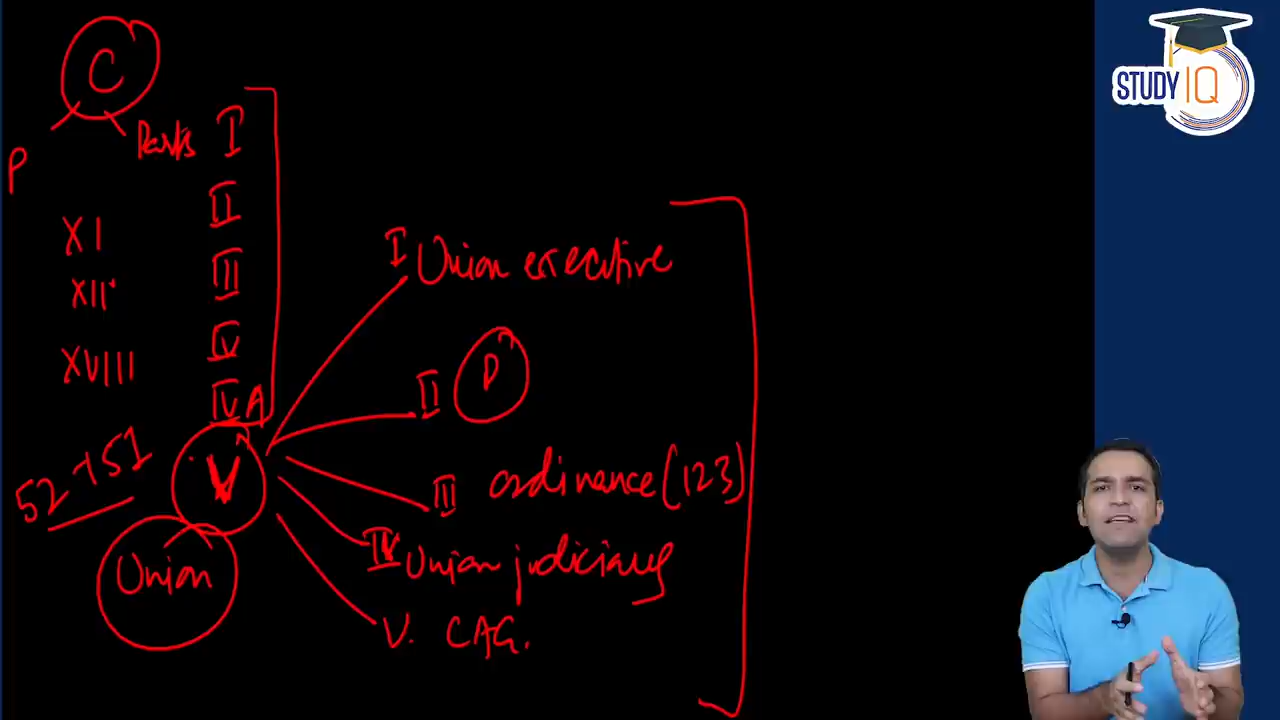 C
P
Parts I
II
III
IV
IVA
XI
XII
XVIII
52 → 151
V
Union
I Union executive
II P
III ordinance (123)
IV Union judiciary
V. CAG.
STUDY IQ